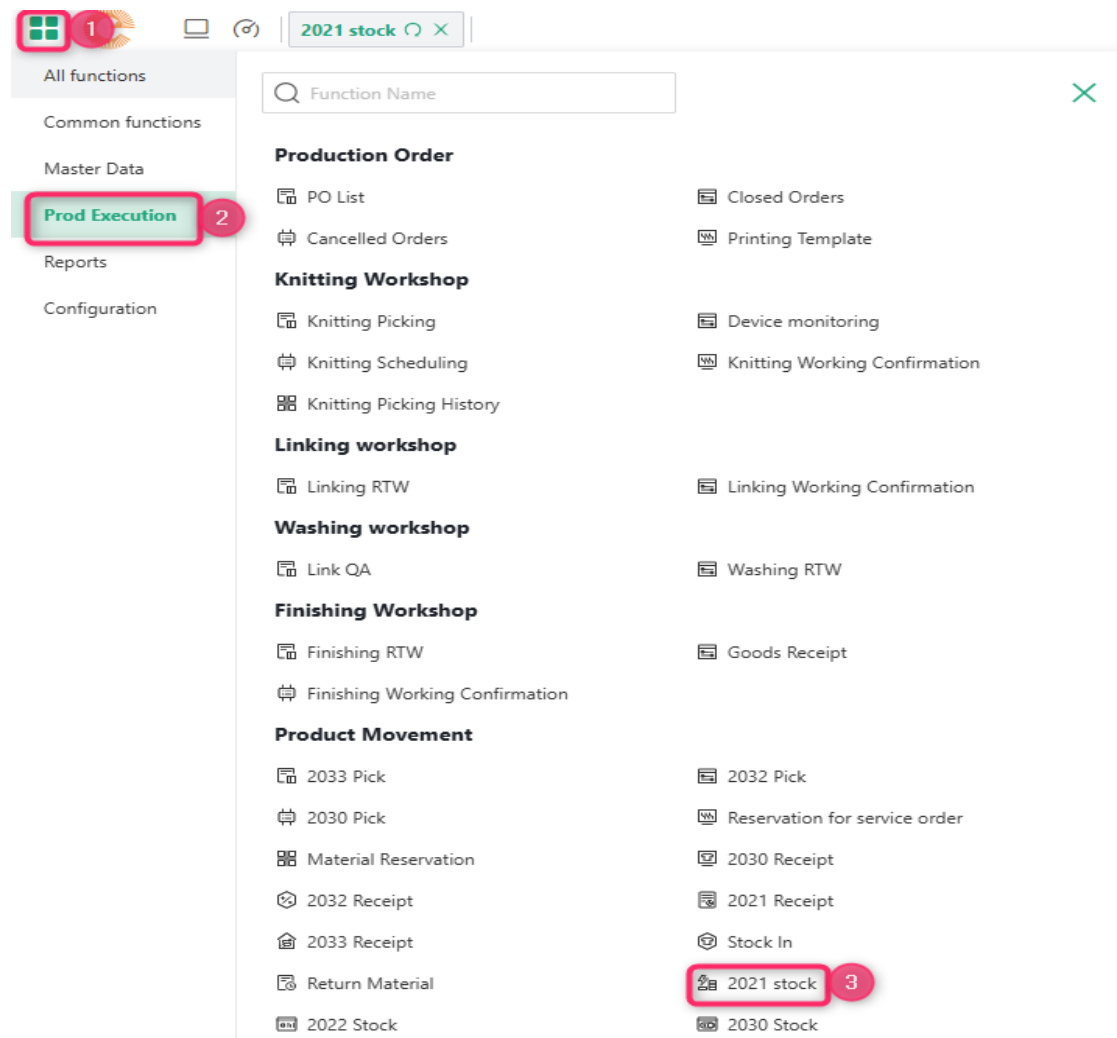 1
2021 stock
All functions
Common functions
Master Data
Prod Execution 2
Reports
Configuration
Function Name
Production Order
PO List Closed Orders
Cancelled Orders Printing Template
Knitting Workshop
Knitting Picking Device monitoring
Knitting Scheduling Knitting Working Confirmation
Knitting Picking History
Linking workshop
Linking RTW Linking Working Confirmation
Washing workshop
Link QA Washing RTW
Finishing Workshop
Finishing RTW Goods Receipt
Finishing Working Confirmation
Product Movement
2033 Pick 2032 Pick
2030 Pick Reservation for service order
Material Reservation 2030 Receipt
2032 Receipt 2021 Receipt
2033 Receipt Stock In
Return Material 2021 stock 3
2022 Stock 2030 Stock